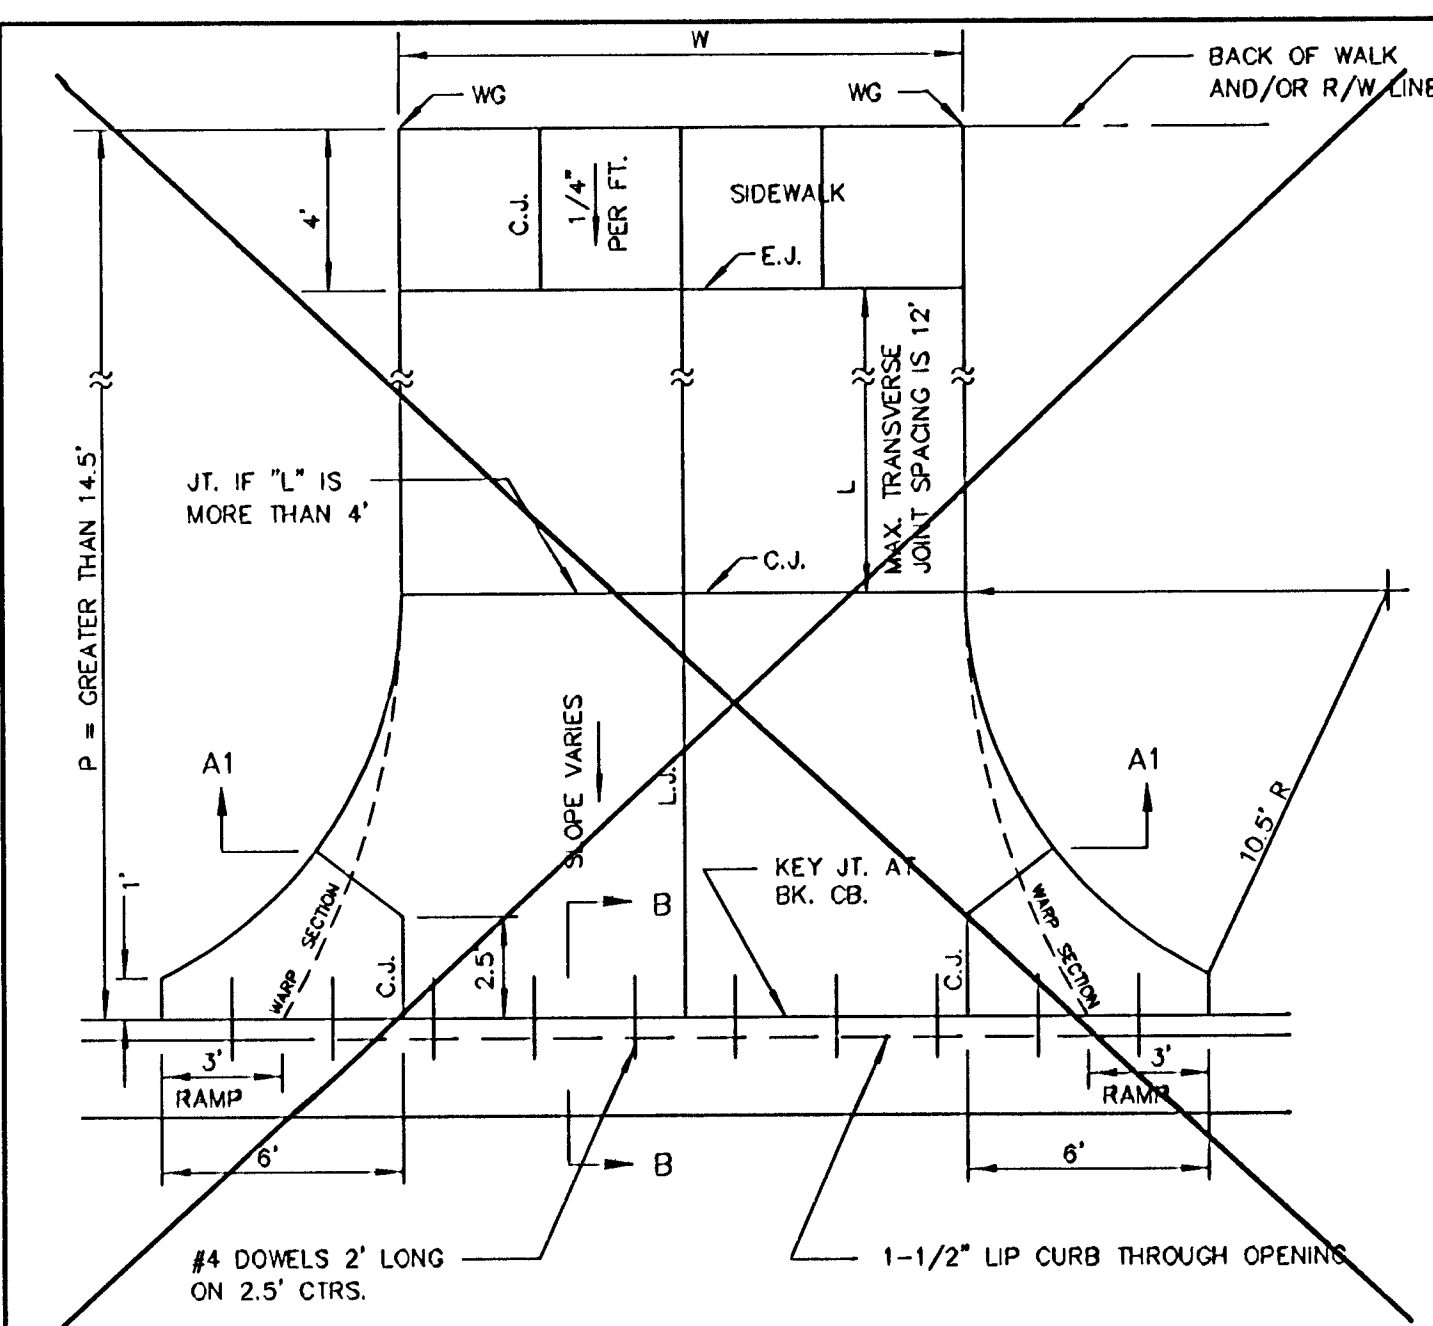 W
BACK OF WALK
AND/OR R/W LINE
WG
WG
4'
C.J.
1/4"
PER FT.
SIDEWALK
E.J.
P = GREATER THAN 14.5'
JT. IF "L" IS
MORE THAN 4'
L
MAX. TRANSVERSE
JOINT SPACING IS 12'
C.J.
A1
A1
SLOPE VARIES
L.J.
10.5' R
1'
WARP SECTION
C.J.
2.5'
B
KEY JT. AT
BK. CB.
C.J.
WARP SECTION
3'
RAMP
3'
RAMP
6'
B
6'
#4 DOWELS 2' LONG
ON 2.5' CTRS.
1-1/2" LIP CURB THROUGH OPENING